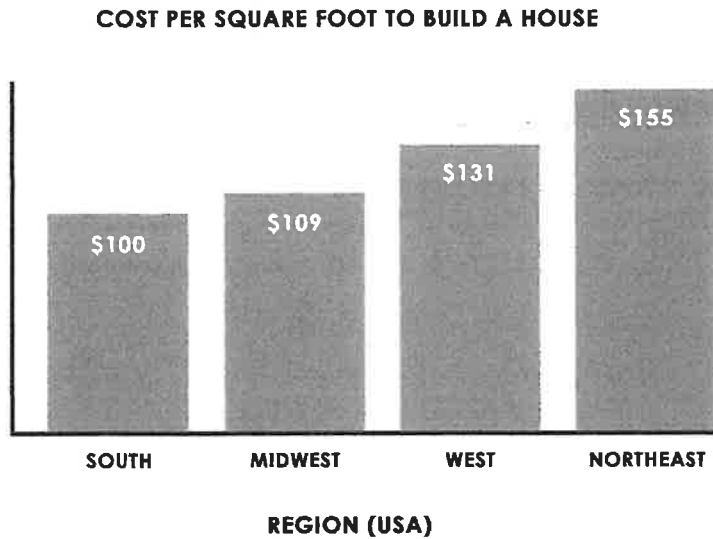 COST PER SQUARE FOOT TO BUILD A HOUSE
$155
$131
$109
$100
SOUTH MIDWEST WEST NORTHEAST
REGION (USA)